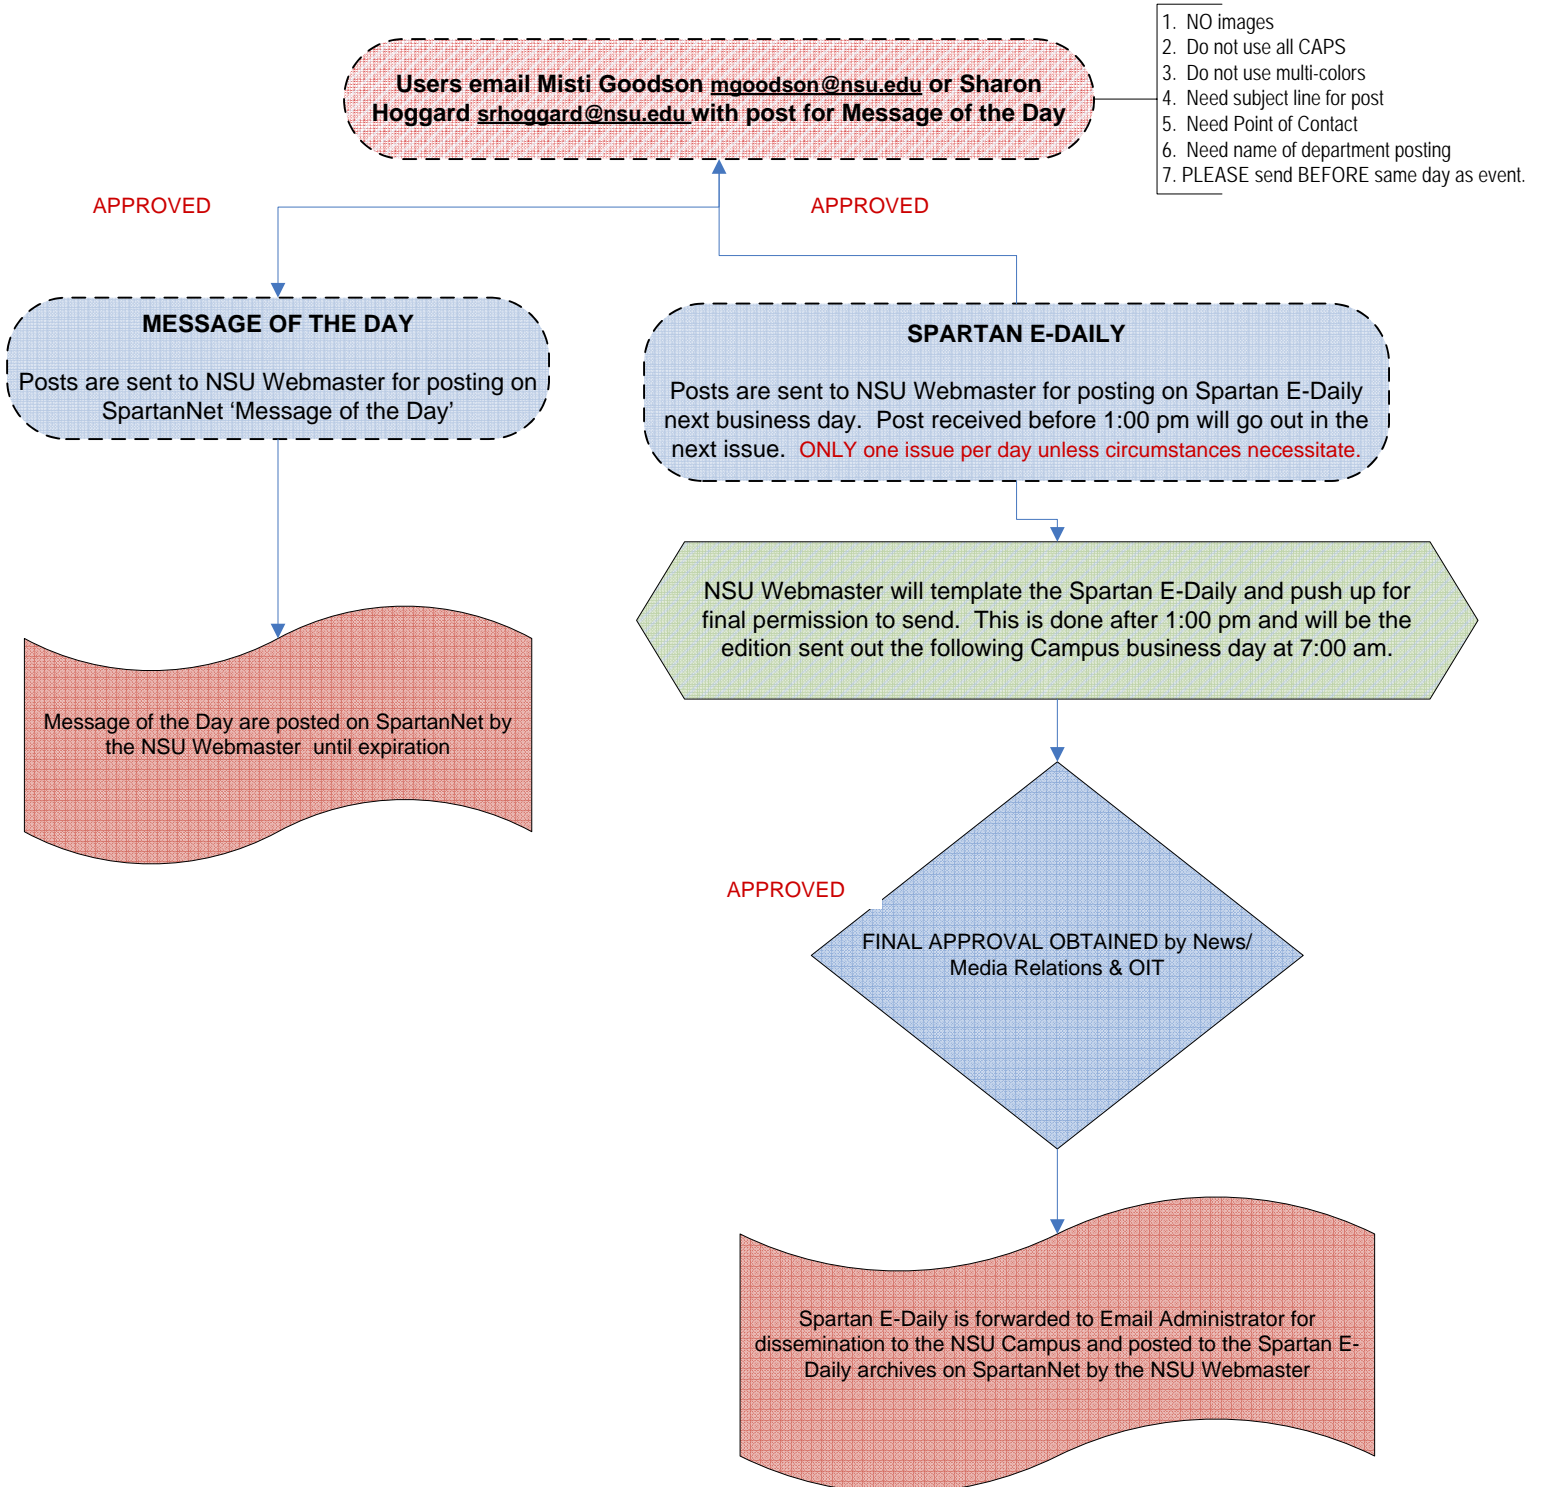 Users email Misti Goodson mgoodson@nsu.edu or Sharon
Hoggard srhoggard@nsu.edu with post for Message of the Day
1. NO images
2. Do not use all CAPS
3. Do not use multi-colors
4. Need subject line for post
5. Need Point of Contact
6. Need name of department posting
7. PLEASE send BEFORE same day as event.
APPROVED
APPROVED
MESSAGE OF THE DAY
Posts are sent to NSU Webmaster for posting on
SpartanNet ‘Message of the Day’
SPARTAN E-DAILY
Posts are sent to NSU Webmaster for posting on Spartan E-Daily
next business day. Post received before 1:00 pm will go out in the
next issue. ONLY one issue per day unless circumstances necessitate.
NSU Webmaster will template the Spartan E-Daily and push up for
final permission to send. This is done after 1:00 pm and will be the
edition sent out the following Campus business day at 7:00 am.
Message of the Day are posted on SpartanNet by
the NSU Webmaster until expiration
APPROVED
FINAL APPROVAL OBTAINED by News/
Media Relations & OIT
Spartan E-Daily is forwarded to Email Administrator for
dissemination to the NSU Campus and posted to the Spartan E-
Daily archives on SpartanNet by the NSU Webmaster